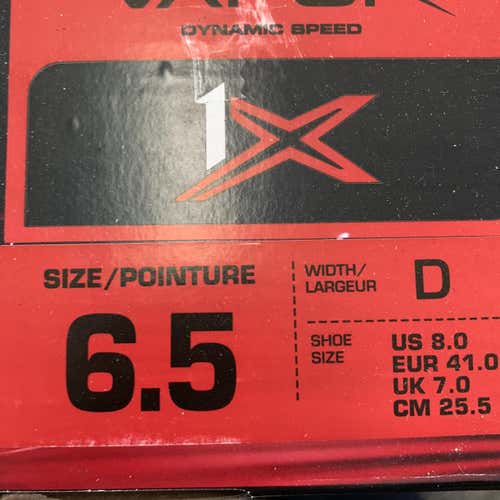 VAPOR
DYNAMIC SPEED
1X
SIZE/POINTURE
6.5
WIDTH/
LARGEUR
D
SHOE
SIZE
US 8.0
EUR 41.0
UK 7.0
CM 25.5